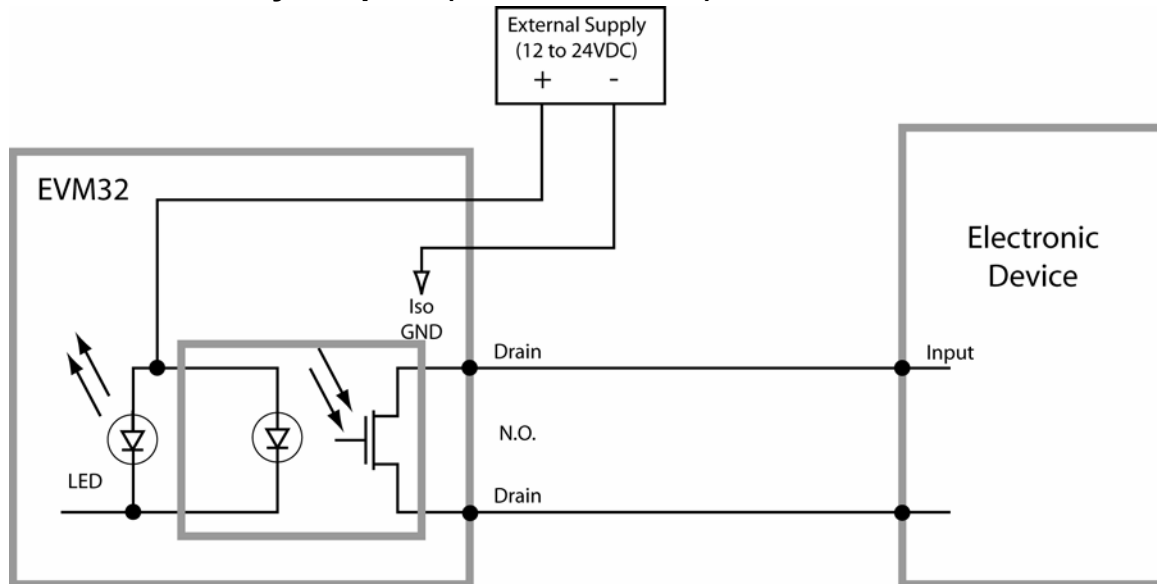 External Supply
(12 to 24VDC)
+ -
EVM32
Electronic
Device
Iso
GND
Drain
Input
N.O.
LED
Drain